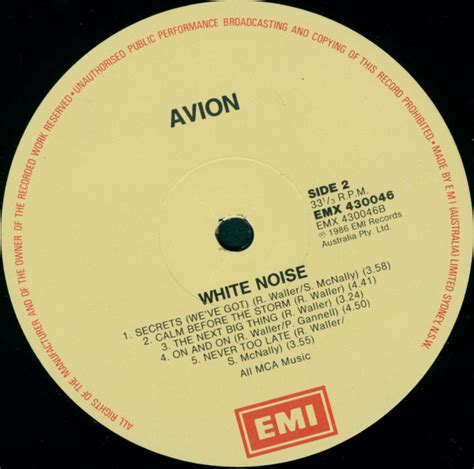 ALL RIGHTS OF THE MANUFACTURER AND OF THE OWNER OF THE RECORDED WORK RESERVED • UNAUTHORISED PUBLIC PERFORMANCE BROADCASTING AND COPYING OF THIS RECORD PROHIBITED • MADE BY E M I (AUSTRALIA) LIMITED SYDNEY N.S.W.
AVION
SIDE 2
33⅓ R.P.M.
EMX 430046
EMX 430046B
℗ 1986 EMI Records
Australia Pty. Ltd.
WHITE NOISE
1. SECRETS (WE'VE GOT) (R. Waller/S. McNally) (3.58)
2. CALM BEFORE THE STORM (R. Waller) (4.41)
3. THE NEXT BIG THING (R. Waller) (3.24)
4. ON AND ON (R. Waller/P. Gannell) (4.50)
5. NEVER TOO LATE (R. Waller/
S. McNally) (3.55)
All MCA Music
EMI